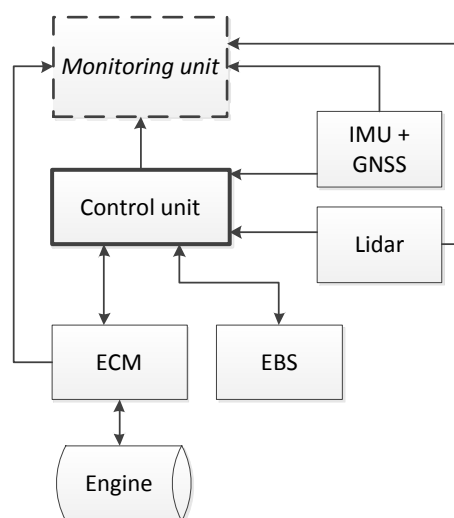 Monitoring unit
IMU +
GNSS
Control unit
Lidar
ECM
EBS
Engine